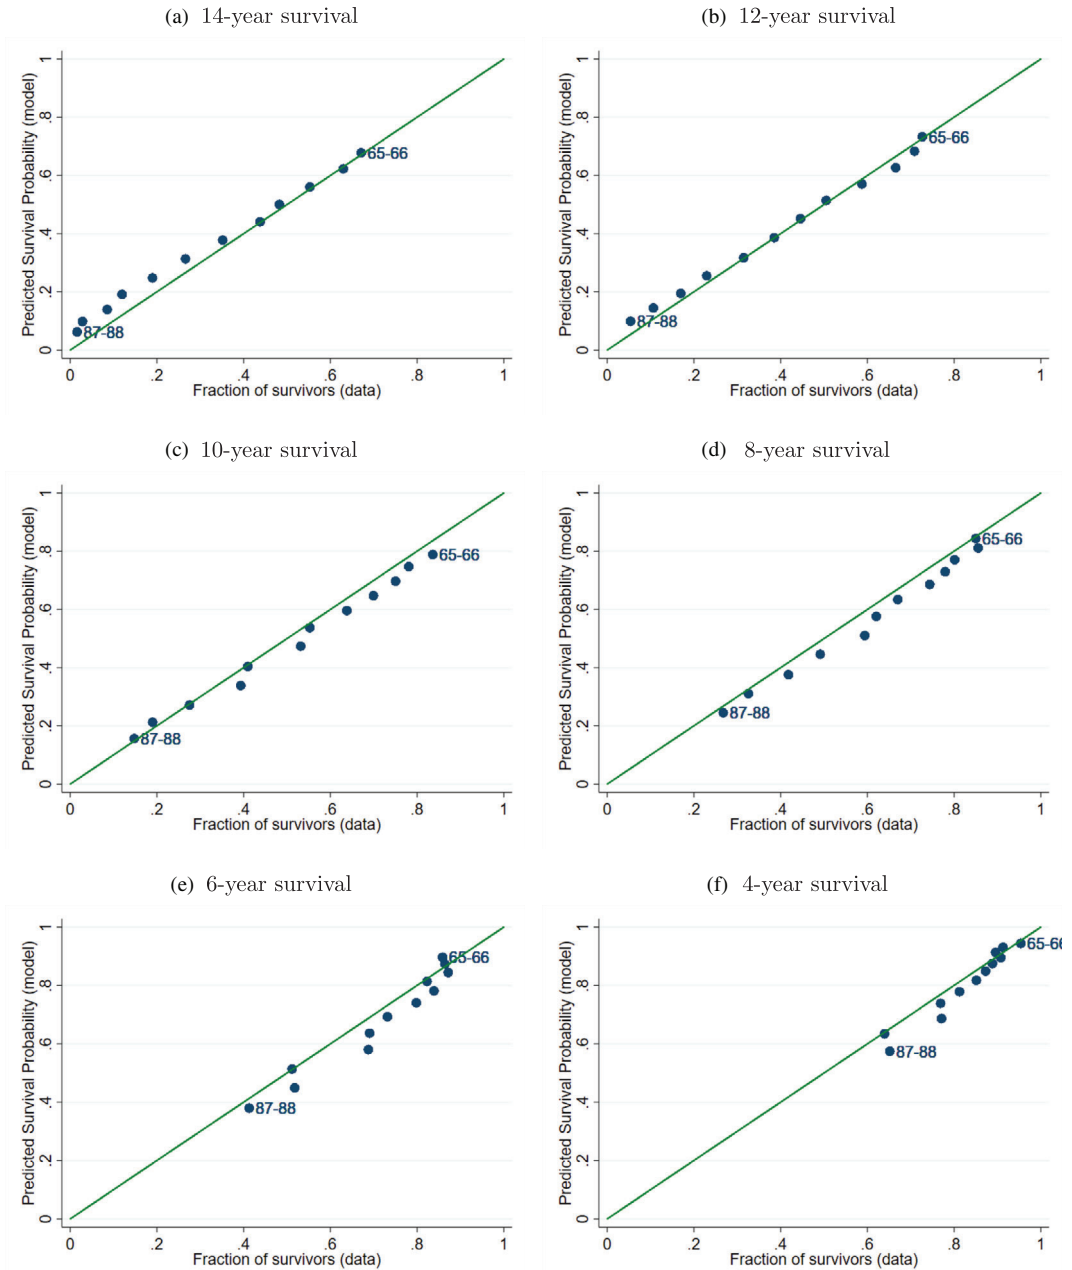 (a) 14-year survival
Predicted Survival Probability (model)
1
.8
.6
.4
.2
0
65-66
87-88
0 .2 .4 .6 .8 1
Fraction of survivors (data)
(b) 12-year survival
Predicted Survival Probability (model)
1
.8
.6
.4
.2
0
65-66
87-88
0 .2 .4 .6 .8 1
Fraction of survivors (data)
(c) 10-year survival
Predicted Survival Probability (model)
1
.8
.6
.4
.2
0
65-66
87-88
0 .2 .4 .6 .8 1
Fraction of survivors (data)
(d) 8-year survival
Predicted Survival Probability (model)
1
.8
.6
.4
.2
0
65-66
87-88
0 .2 .4 .6 .8 1
Fraction of survivors (data)
(e) 6-year survival
Predicted Survival Probability (model)
1
.8
.6
.4
.2
0
65-66
87-88
0 .2 .4 .6 .8 1
Fraction of survivors (data)
(f) 4-year survival
Predicted Survival Probability (model)
1
.8
.6
.4
.2
0
65-66
87-88
0 .2 .4 .6 .8 1
Fraction of survivors (data)